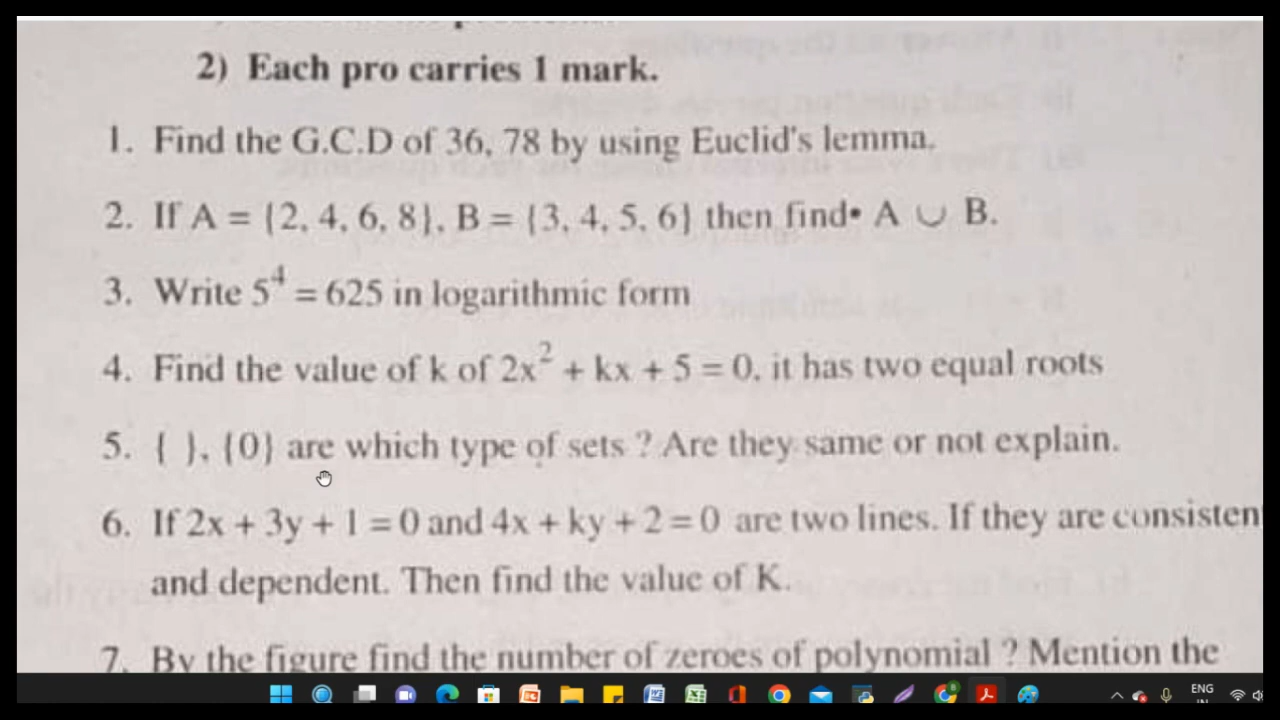 2) Each pro carries 1 mark.
1. Find the G.C.D of 36, 78 by using Euclid's lemma.
2. If A = {2, 4, 6, 8}, B = {3, 4, 5, 6} then find• A ∪ B.
3. Write 5⁴ = 625 in logarithmic form
4. Find the value of k of 2x² + kx + 5 = 0, it has two equal roots
5. { }, {0} are which type of sets ? Are they same or not explain.
6. If 2x + 3y + 1 = 0 and 4x + ky + 2 = 0 are two lines. If they are consisten
and dependent. Then find the value of K.
7. By the figure find the number of zeroes of polynomial ? Mention the
ENG